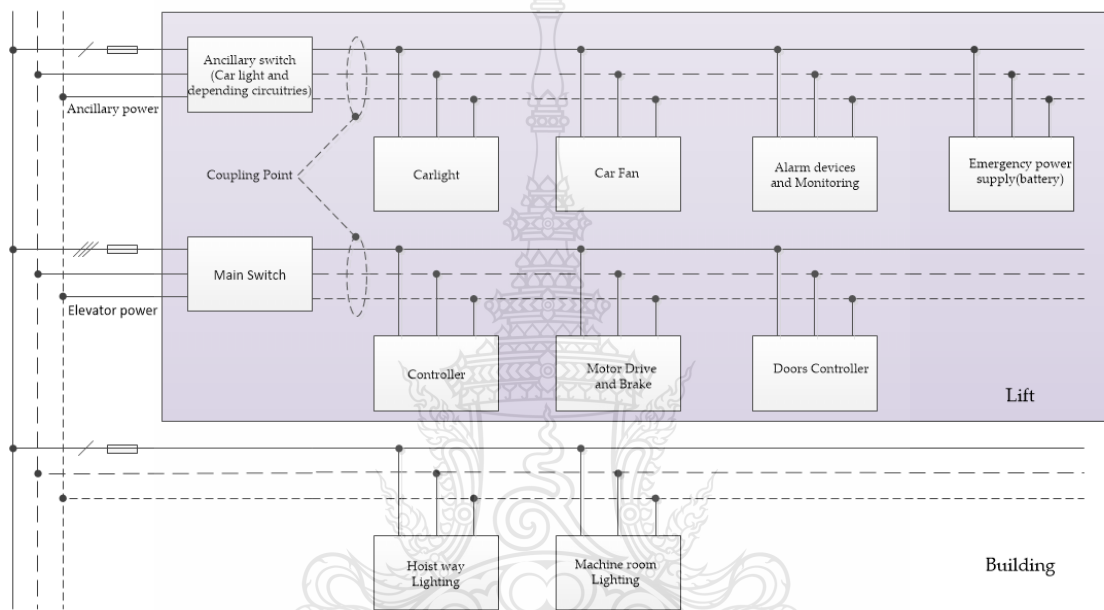 Ancillary switch
(Car light and
depending circuitries)
Ancillary power
Coupling Point
Carlight
Car Fan
Alarm devices
and Monitoring
Emergency power
supply(battery)
Main Switch
Elevator power
Controller
Motor Drive
and Brake
Doors Controller
Lift
Hoist way
Lighting
Machine room
Lighting
Building